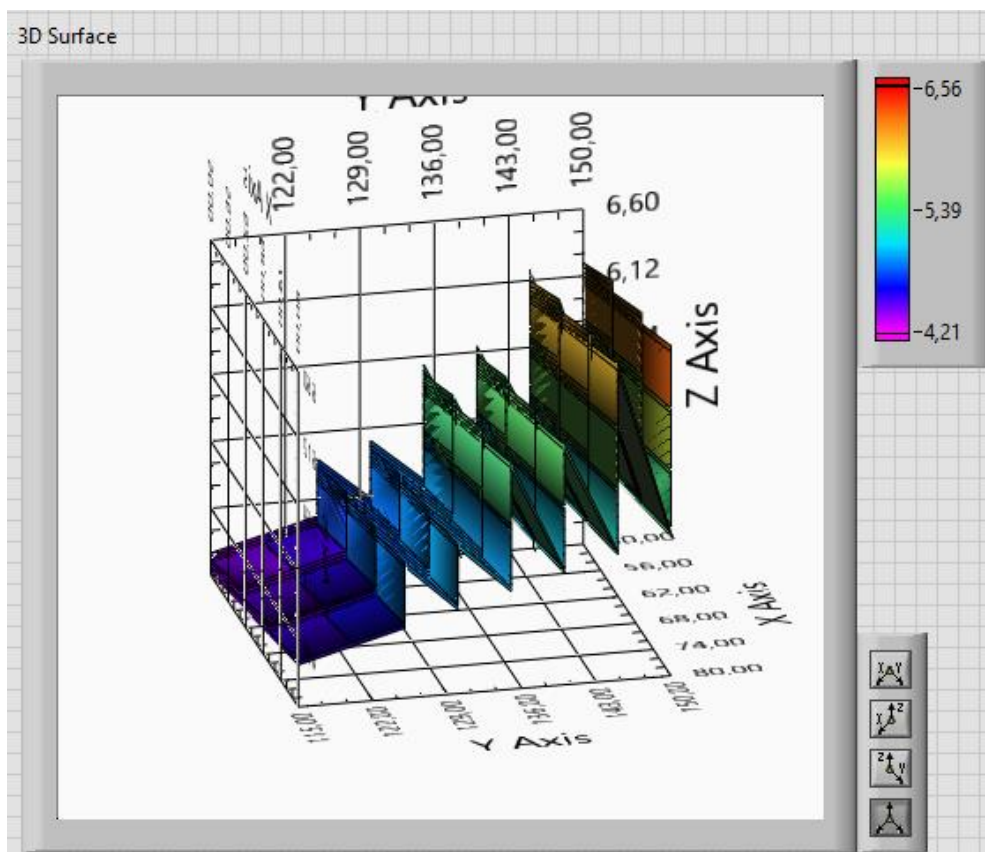 3D Surface
Y Axis
122,00
129,00
136,00
143,00
150,00
6,60
6,12
Z Axis
6,56
5,39
4,21
56,00
62,00
68,00
74,00
80,00
X Axis
115,00
122,00
129,00
136,00
143,00
150,00
Y Axis
X Y
X Z
Z Y